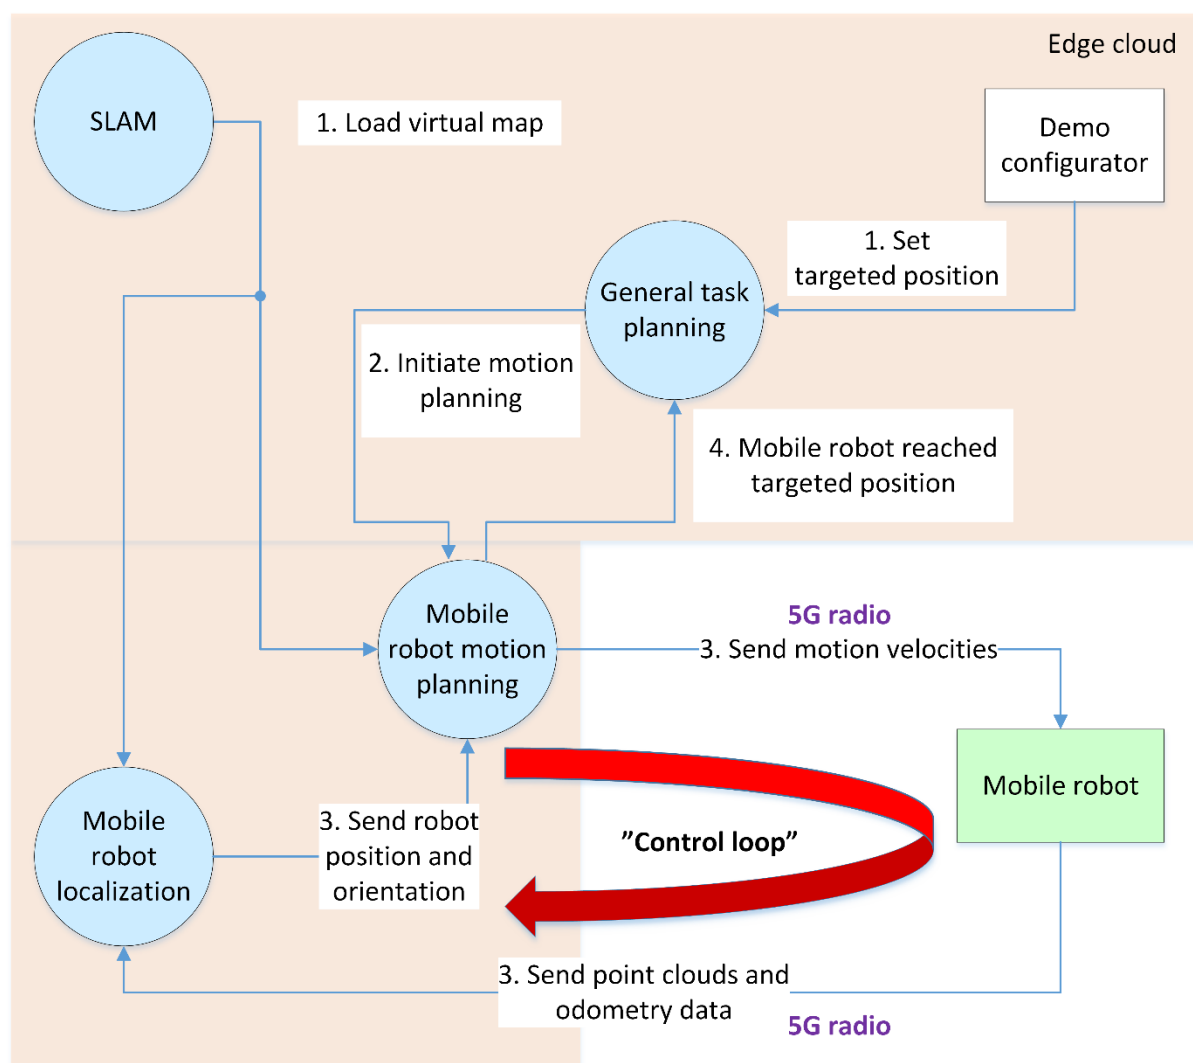 Edge cloud
SLAM
1. Load virtual map
Demo
configurator
1. Set
targeted position
General task
planning
2. Initiate motion
planning
4. Mobile robot reached
targeted position
Mobile
robot motion
planning
5G radio
3. Send motion velocities
Mobile robot
Mobile
robot
localization
3. Send robot
position and
orientation
”Control loop”
3. Send point clouds and
odometry data
5G radio